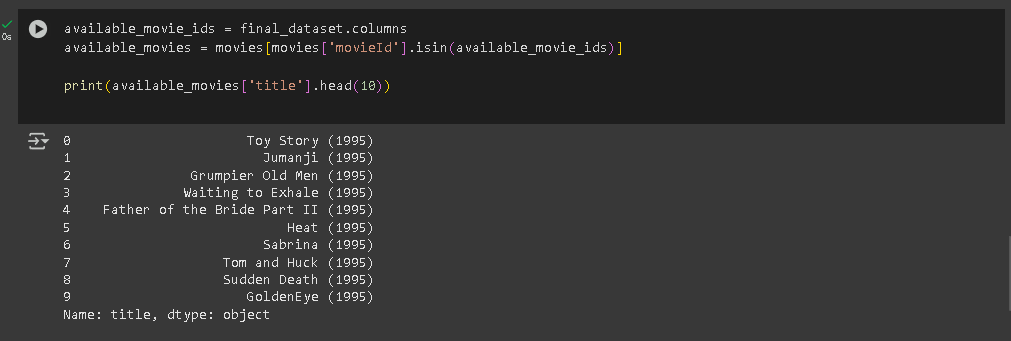 available_movie_ids = final_dataset.columns
0s
available_movies = movies[movies['movieId'].isin(available_movie_ids)]
print(available_movies['title'].head(10))
0 Toy Story (1995)
1 Jumanji (1995)
2 Grumpier Old Men (1995)
3 Waiting to Exhale (1995)
4 Father of the Bride Part II (1995)
5 Heat (1995)
6 Sabrina (1995)
7 Tom and Huck (1995)
8 Sudden Death (1995)
9 GoldenEye (1995)
Name: title, dtype: object